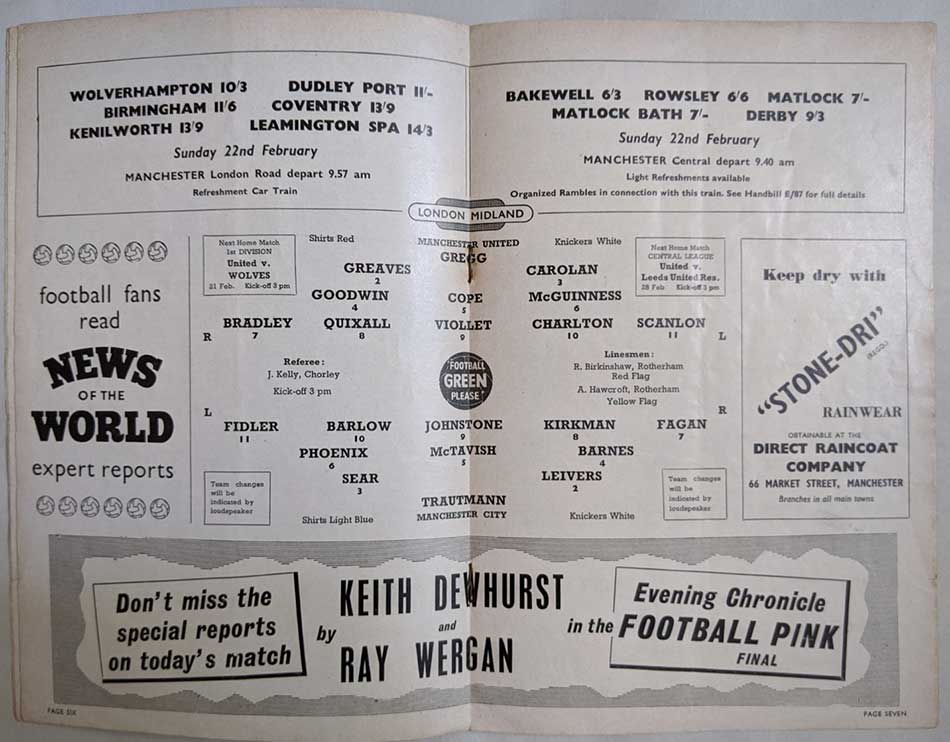 WOLVERHAMPTON 10/3 DUDLEY PORT 11/-
BIRMINGHAM 11/6 COVENTRY 13/9
KENILWORTH 13/9 LEAMINGTON SPA 14/3
Sunday 22nd February
MANCHESTER London Road depart 9.57 am
Refreshment Car Train
BAKEWELL 6/3 ROWSLEY 6/6 MATLOCK 7/-
MATLOCK BATH 7/- DERBY 9/3
Sunday 22nd February
MANCHESTER Central depart 9.40 am
Light Refreshments available
Organized Rambles in connection with this train. See Handbill E/87 for full details
LONDON MIDLAND
football fans
read
NEWS
OF THE
WORLD
expert reports
Next Home Match
1st DIVISION
United v.
WOLVES
21 Feb. Kick-off 3 pm
Shirts Red
MANCHESTER UNITED
Knickers White
Next Home Match
CENTRAL LEAGUE
United v.
Leeds United Res.
28 Feb Kick-off 3 pm
GREGG
GREAVES
2
CAROLAN
3
GOODWIN
4
COPE
5
McGUINNESS
6
R
BRADLEY
7
QUIXALL
8
VIOLLET
9
CHARLTON
10
SCANLON
11
L
Referee:
J. Kelly, Chorley
Kick-off 3 pm
FOOTBALL
GREEN
PLEASE
Linesmen:
R. Birkinshaw, Rotherham
Red Flag
A. Hawcroft, Rotherham
Yellow Flag
L
R
FIDLER
11
BARLOW
10
JOHNSTONE
9
KIRKMAN
8
FAGAN
7
PHOENIX
6
McTAVISH
5
BARNES
4
SEAR
3
LEIVERS
2
TRAUTMANN
MANCHESTER CITY
Team changes
will be
indicated by
loudspeaker
Shirts Light Blue
Knickers White
Team changes
will be
indicated by
loudspeaker
Keep dry with
"STONE-DRI"
(REGD.)
RAINWEAR
OBTAINABLE AT THE
DIRECT RAINCOAT
COMPANY
66 MARKET STREET, MANCHESTER
Branches in all main towns
Don't miss the
special reports
on today's match
by
KEITH DEWHURST
and
RAY WERGAN
in the
Evening Chronicle
FOOTBALL PINK
FINAL
PAGE SIX
PAGE SEVEN